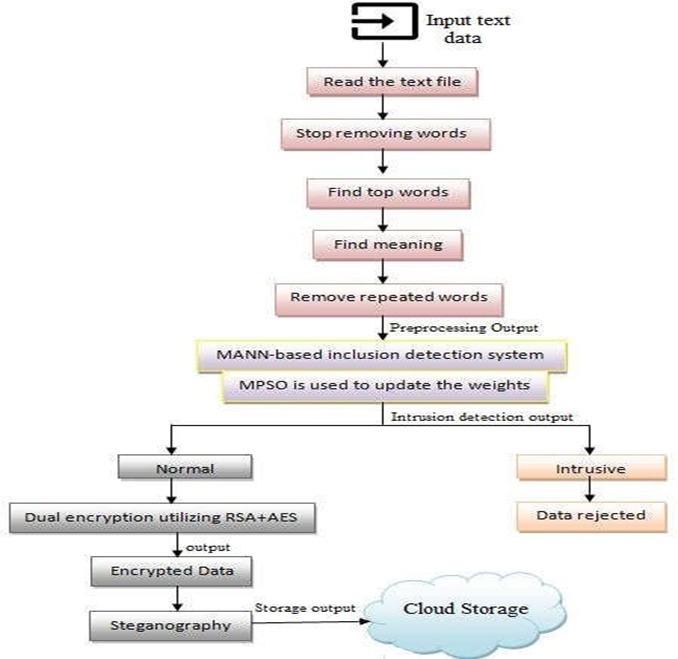 Input text
data
Read the text file
Stop removing words
Find top words
Find meaning
Remove repeated words
Preprocessing Output
MANN-based inclusion detection system
MPSO is used to update the weights
Intrusion detection output
Normal
Intrusive
Dual encryption utilizing RSA+AES
Data rejected
output
Encrypted Data
Storage output
Cloud Storage
Steganography